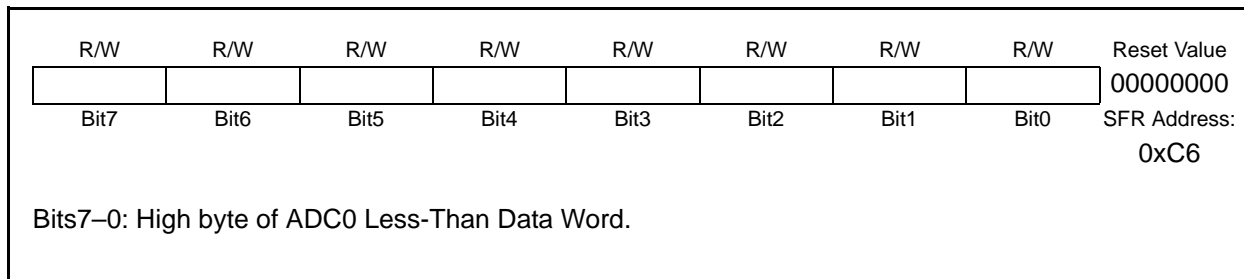 R/W R/W R/W R/W R/W R/W R/W R/W Reset Value
00000000
Bit7 Bit6 Bit5 Bit4 Bit3 Bit2 Bit1 Bit0 SFR Address:
0xC6
Bits7–0: High byte of ADC0 Less-Than Data Word.